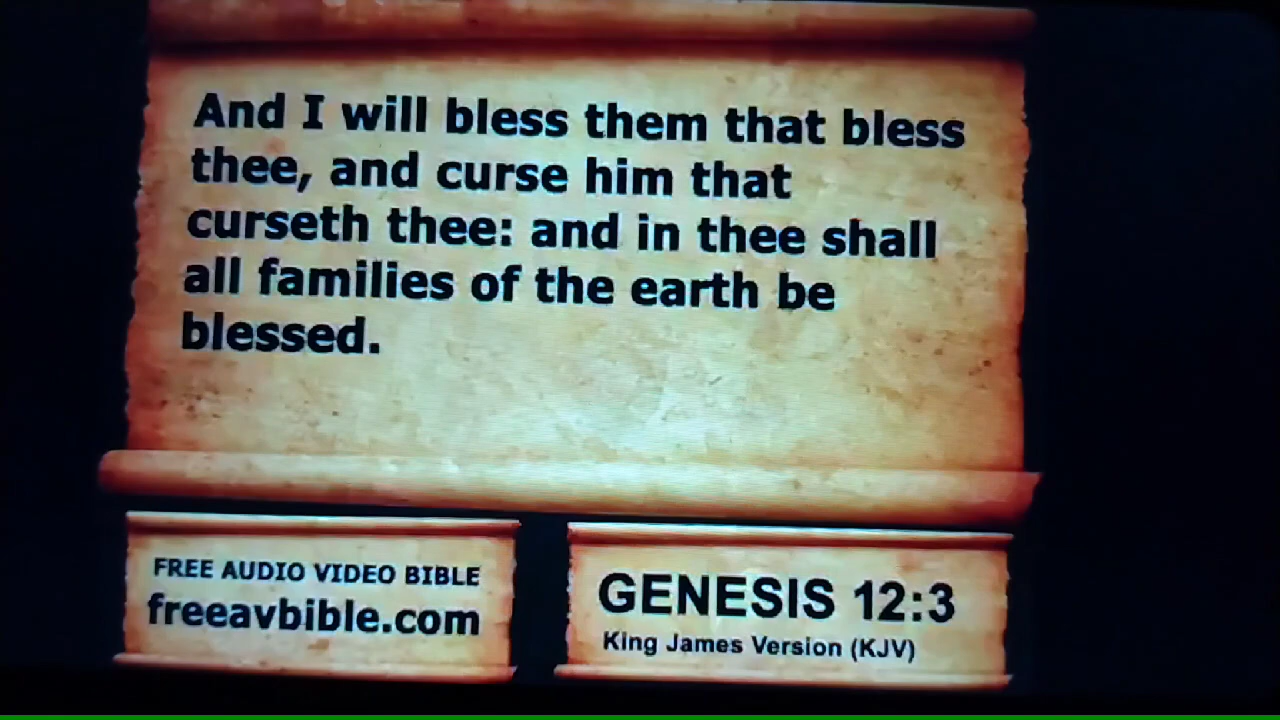 And I will bless them that bless
thee, and curse him that
curseth thee: and in thee shall
all families of the earth be
blessed.
FREE AUDIO VIDEO BIBLE
freeavbible.com
GENESIS 12:3
King James Version (KJV)